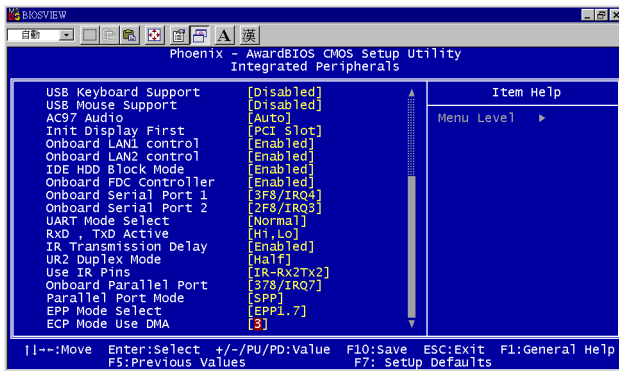 BIOSVIEW
自動
A 漢
Phoenix - AwardBIOS CMOS Setup Utility
Integrated Peripherals
USB Keyboard Support [Disabled]
USB Mouse Support [Disabled]
AC97 Audio [Auto]
Init Display First [PCI Slot]
Onboard LAN1 control [Enabled]
Onboard LAN2 control [Enabled]
IDE HDD Block Mode [Enabled]
Onboard FDC Controller [Enabled]
Onboard Serial Port 1 [3F8/IRQ4]
Onboard Serial Port 2 [2F8/IRQ3]
UART Mode Select [Normal]
RxD , TxD Active [Hi,Lo]
IR Transmission Delay [Enabled]
UR2 Duplex Mode [Half]
Use IR Pins [IR-Rx2Tx2]
Onboard Parallel Port [378/IRQ7]
Parallel Port Mode [SPP]
EPP Mode Select [EPP1.7]
ECP Mode Use DMA [3]
Item Help
Menu Level ▶
↑↓→←:Move Enter:Select +/-/PU/PD:Value F10:Save ESC:Exit F1:General Help
F5:Previous Values F7: SetUp Defaults